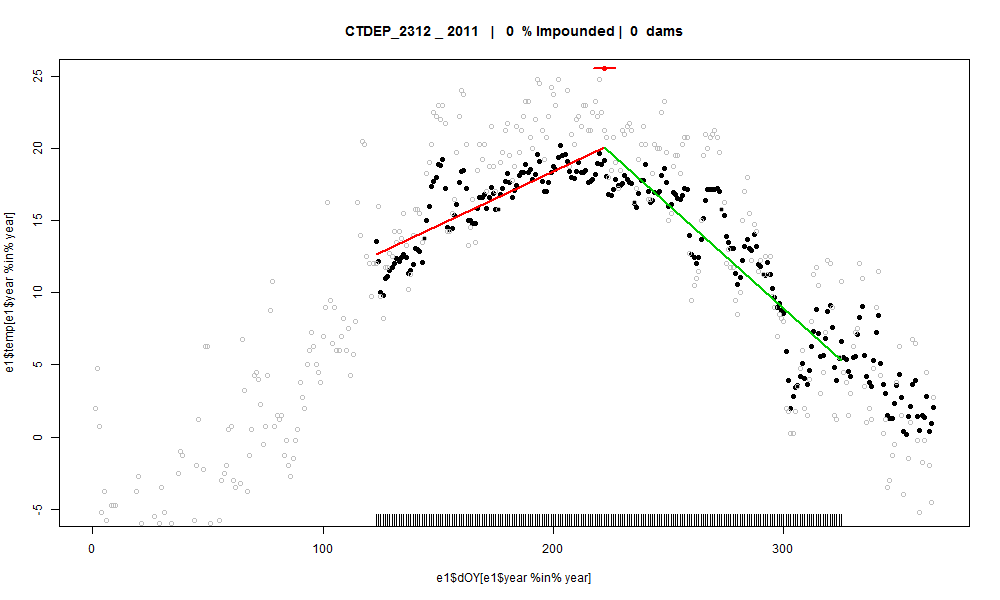 CTDEP_2312 _ 2011 | 0 % Impounded | 0 dams
e1$temp[e1$year %in% year]
25
20
15
10
5
0
-5
0 100 200 300
e1$dOY[e1$year %in% year]